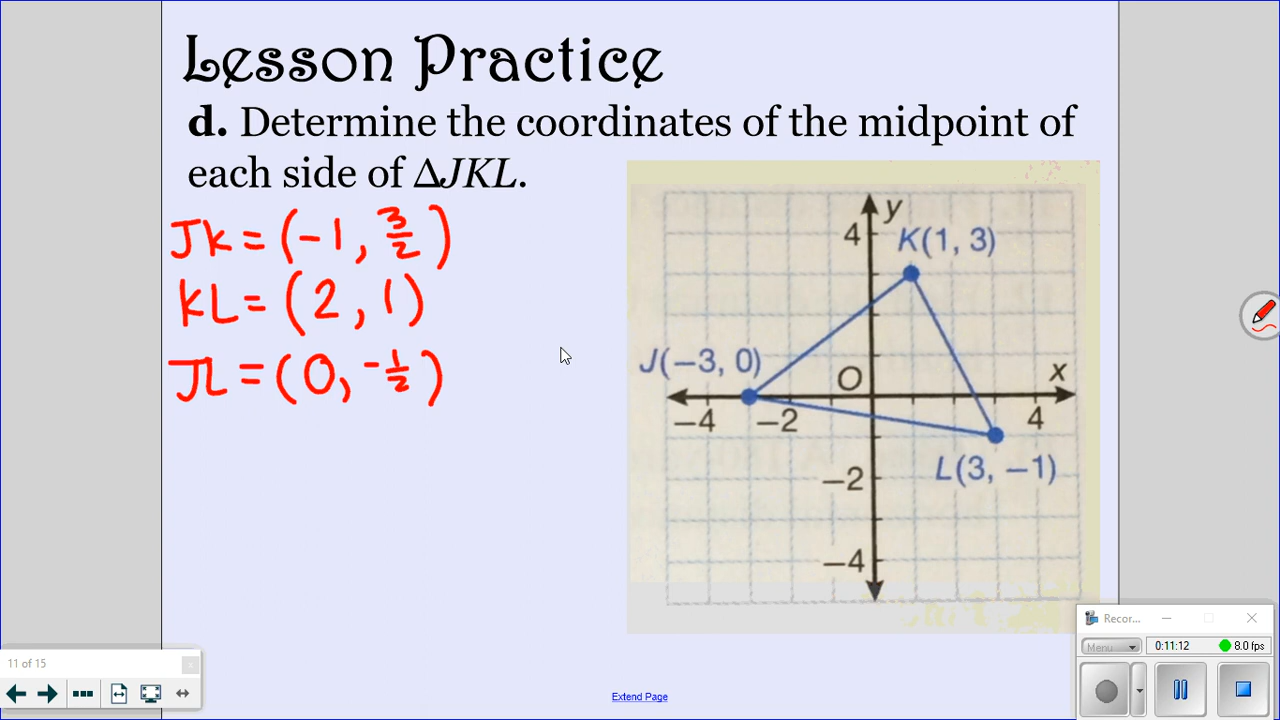 Lesson Practice
d. Determine the coordinates of the midpoint of
each side of ΔJKL.
JK = (-1, 3/2)
KL = (2, 1)
JL = (0, -1/2)
y
4
K(1, 3)
J(−3, 0)
O
x
−4
−2
4
L(3, −1)
−2
−4
11 of 15
x
Extend Page
Recor...
Menu
0:11:12
8.0 fps